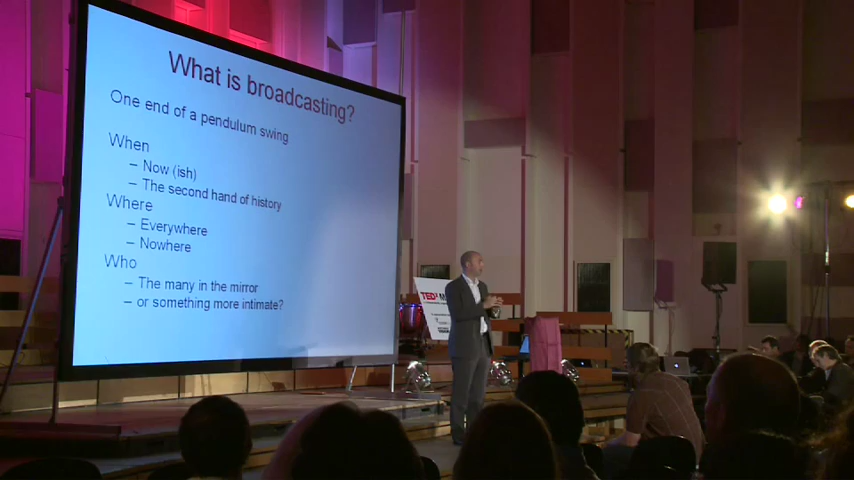 What is broadcasting?
One end of a pendulum swing
When
– Now (ish)
– The second hand of history
Where
– Everywhere
– Nowhere
Who
– The many in the mirror
– or something more intimate?
TEDx M